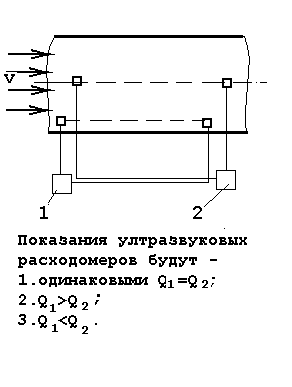 v
1
2
Показания ултразвуковых
расходомеров будут -
1.одинаковыми Q1=Q2;
2.Q1>Q2;
3.Q1<Q2.